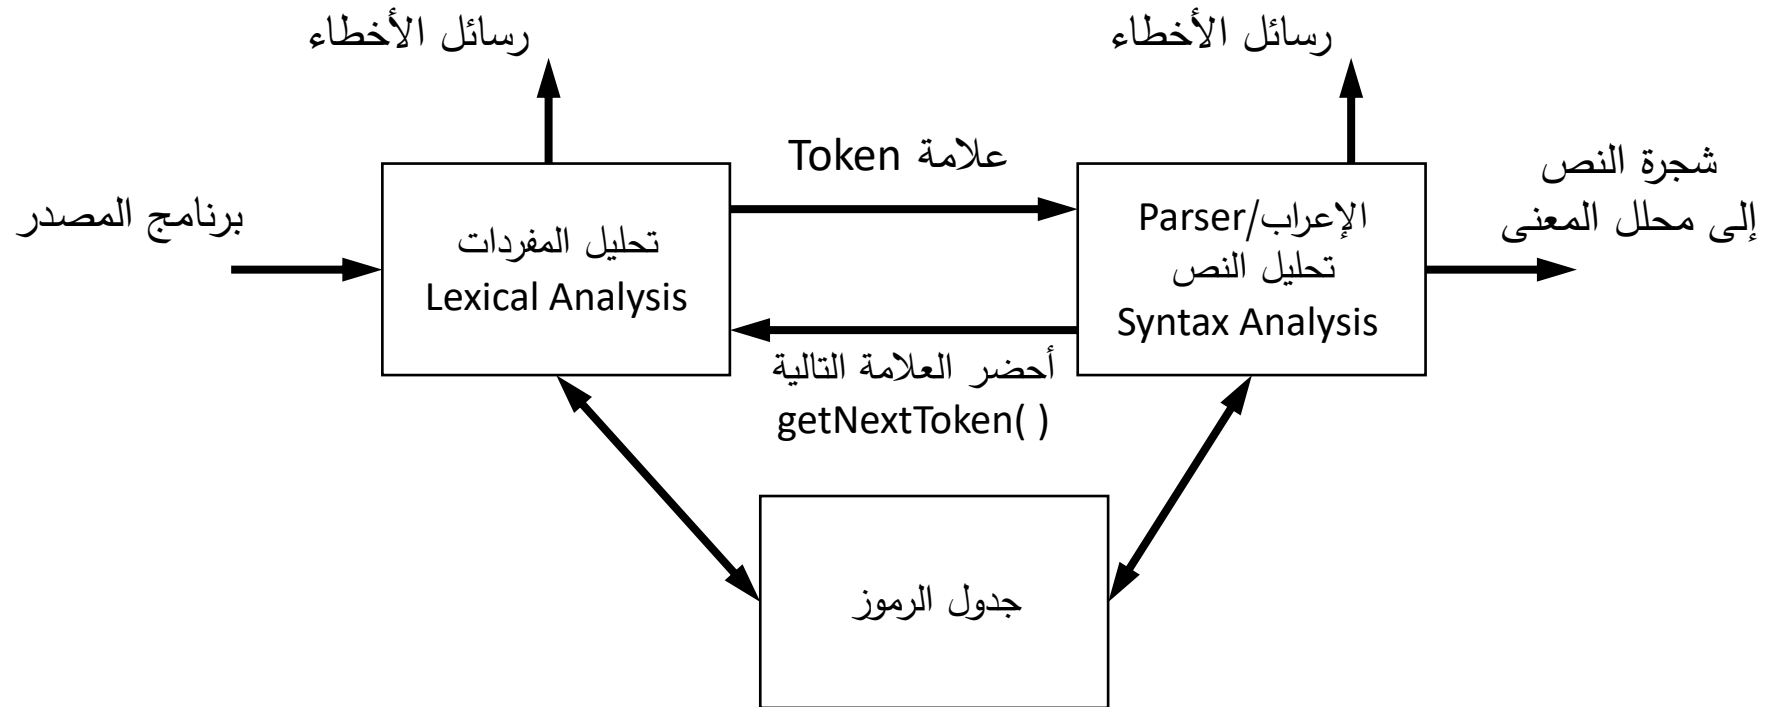 رسائل الأخطاء
رسائل الأخطاء
برنامج المصدر
تحليل المفردات
Lexical Analysis
علامة Token
أحضر العلامة التالية
getNextToken( )
الإعراب/Parser
تحليل النص
Syntax Analysis
شجرة النص
إلى محلل المعنى
جدول الرموز